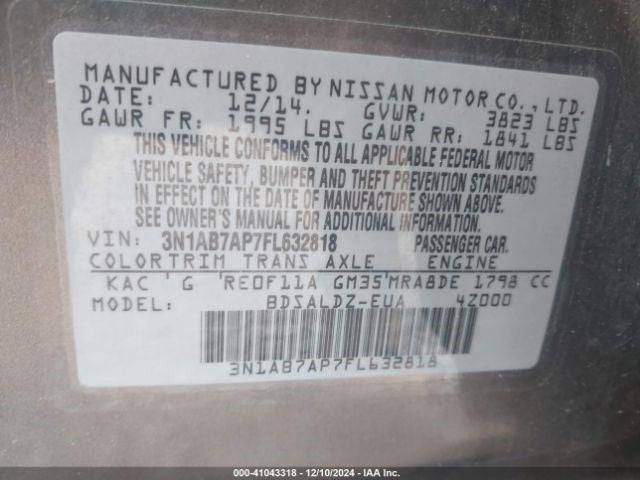 MANUFACTURED BY NISSAN MOTOR CO., LTD.
DATE: 12/14. GVWR: 3823 LBS
GAWR FR: 1995 LBS GAWR RR: 1841 LBS
THIS VEHICLE CONFORMS TO ALL APPLICABLE FEDERAL MOTOR
VEHICLE SAFETY, BUMPER AND THEFT PREVENTION STANDARDS
IN EFFECT ON THE DATE OF MANUFACTURE SHOWN ABOVE.
SEE OWNER'S MANUAL FOR ADDITIONAL INFORMATION.
VIN: 3N1AB7AP7FL632818 PASSENGER CAR.
COLOR TRIM TRANS AXLE ENGINE
KAC G RE0F11A GM35 MRA8DE 1798 CC
MODEL: BDSALDZ-EUA 4Z000
3N1AB7AP7FL632818
000-41043318 - 12/10/2024 - IAA Inc.